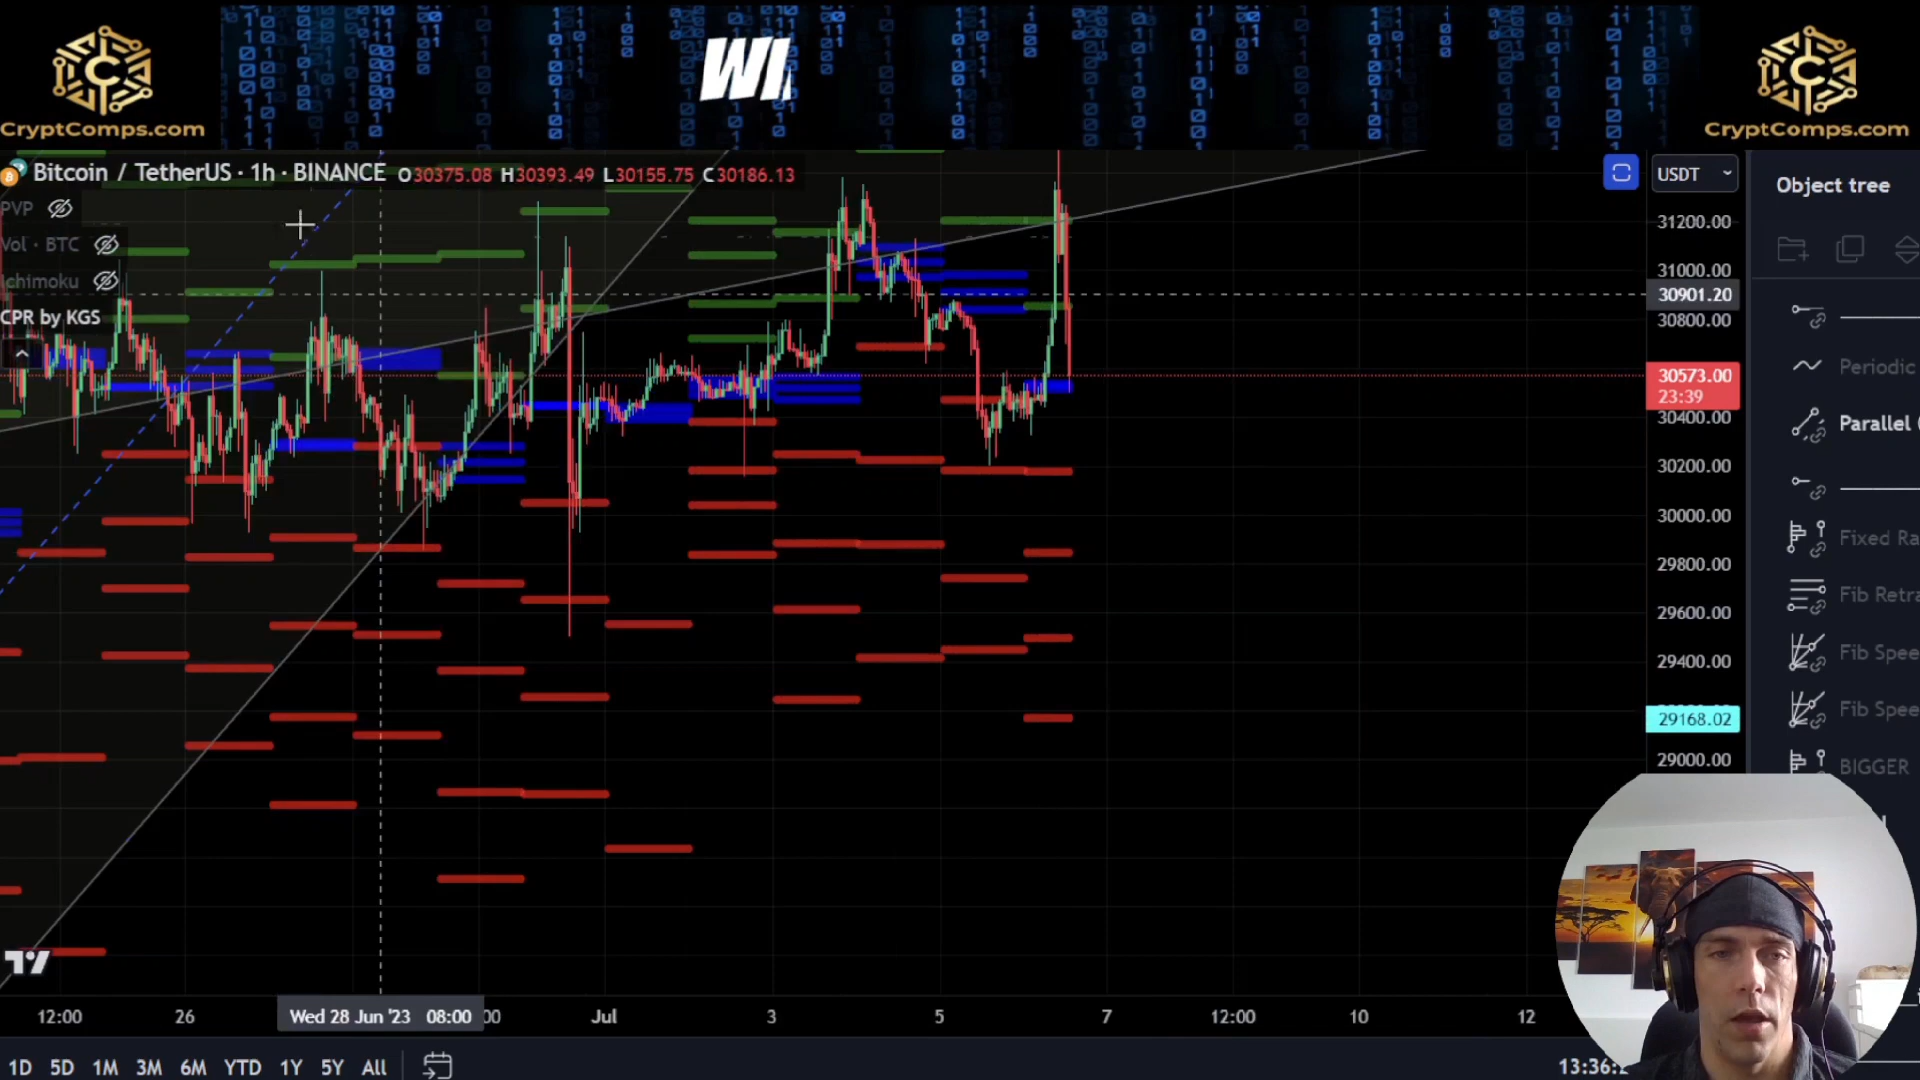 WI
CryptComps.com
CryptComps.com
Bitcoin / TetherUS · 1h · BINANCE O30375.08 H30393.49 L30155.75 C30186.13
PVP
Vol · BTC
Ichimoku
CPR by KGS
USDT
31200.00
31000.00
30901.20
30800.00
30573.00
23:39
30400.00
30200.00
30000.00
29800.00
29600.00
29400.00
29168.02
29000.00
Object tree
Periodic
Parallel (
Fixed Ra
Fib Retra
Fib Spee
Fib Spee
BIGGER
12:00 26 Wed 28 Jun '23 08:00 :00 Jul 3 5 7 12:00 10 12
1D 5D 1M 3M 6M YTD 1Y 5Y All
13:36:2